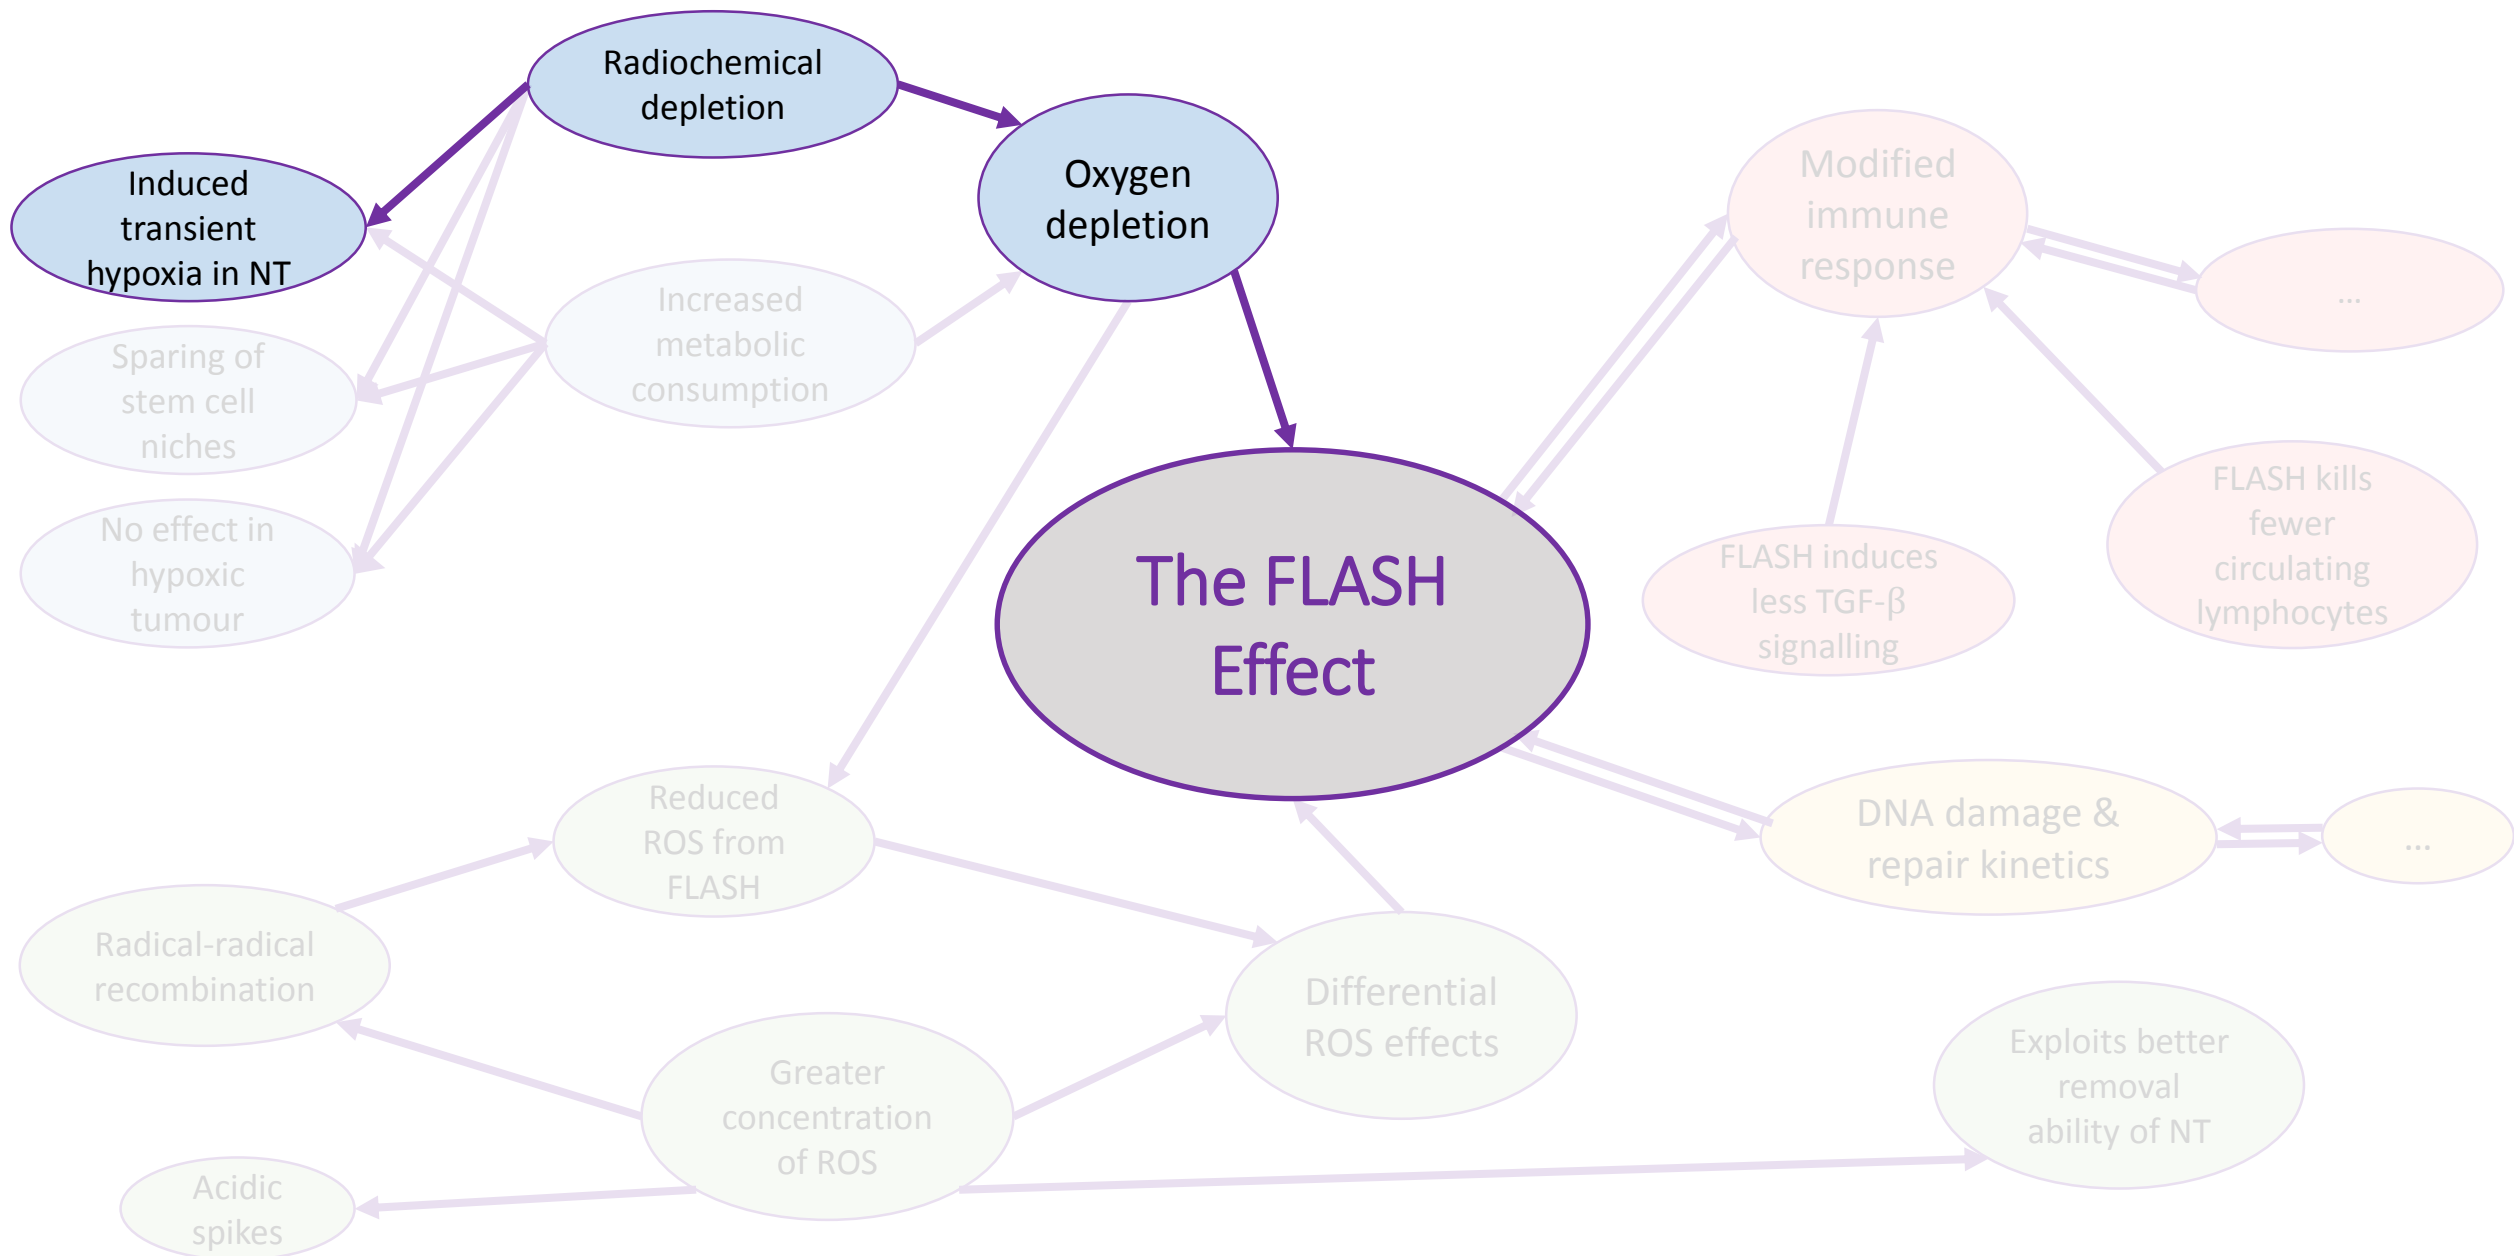 Radiochemical
depletion
Induced
transient
hypoxia in NT
Oxygen
depletion
Modified
immune
response
...
Increased
metabolic
consumption
Sparing of
stem cell
niches
No effect in
hypoxic
tumour
The FLASH
Effect
FLASH induces
less TGF-β
signalling
FLASH kills
fewer
circulating
lymphocytes
Reduced
ROS from
FLASH
DNA damage &
repair kinetics
...
Radical-radical
recombination
Differential
ROS effects
Greater
concentration
of ROS
Exploits better
removal
ability of NT
Acidic
spikes